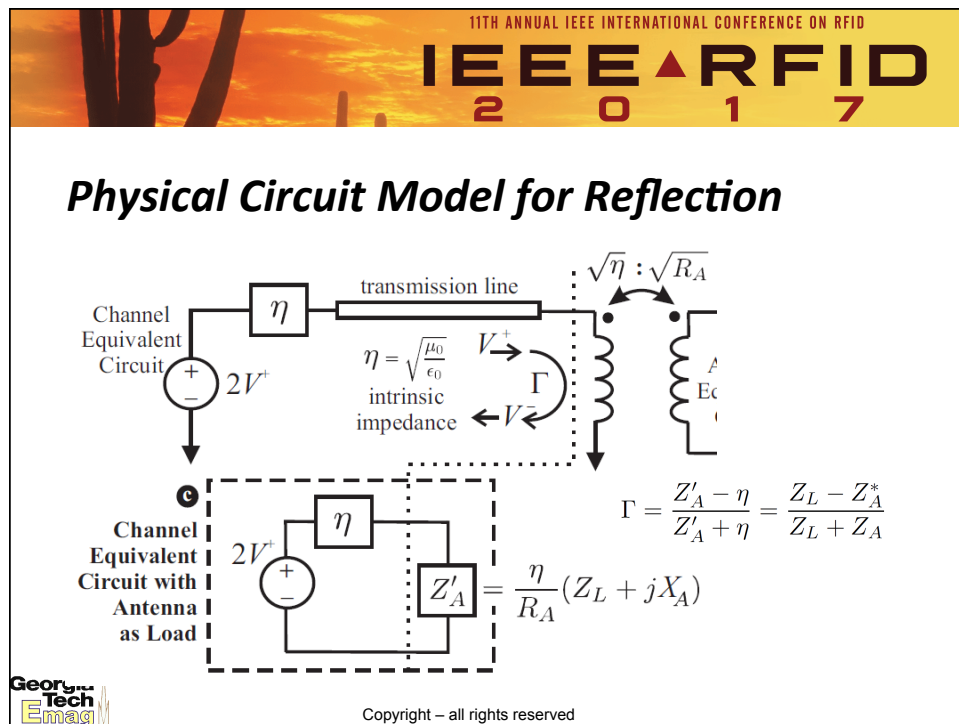 11TH ANNUAL IEEE INTERNATIONAL CONFERENCE ON RFID
IEEE RFID
2 0 1 7
Physical Circuit Model for Reflection
√η : √R_A
transmission line
η
Channel
Equivalent
Circuit
+
−
2V⁺
η = √(μ₀/ε₀)
intrinsic
impedance
V⁺
Γ
V⁻
c
Channel
Equivalent
Circuit with
Antenna
as Load
2V⁺
+
−
η
Z′_A = η/R_A (Z_L + jX_A)
Γ = (Z′_A − η)/(Z′_A + η) = (Z_L − Z*_A)/(Z_L + Z_A)
Georgia
Tech
Emag
Copyright – all rights reserved